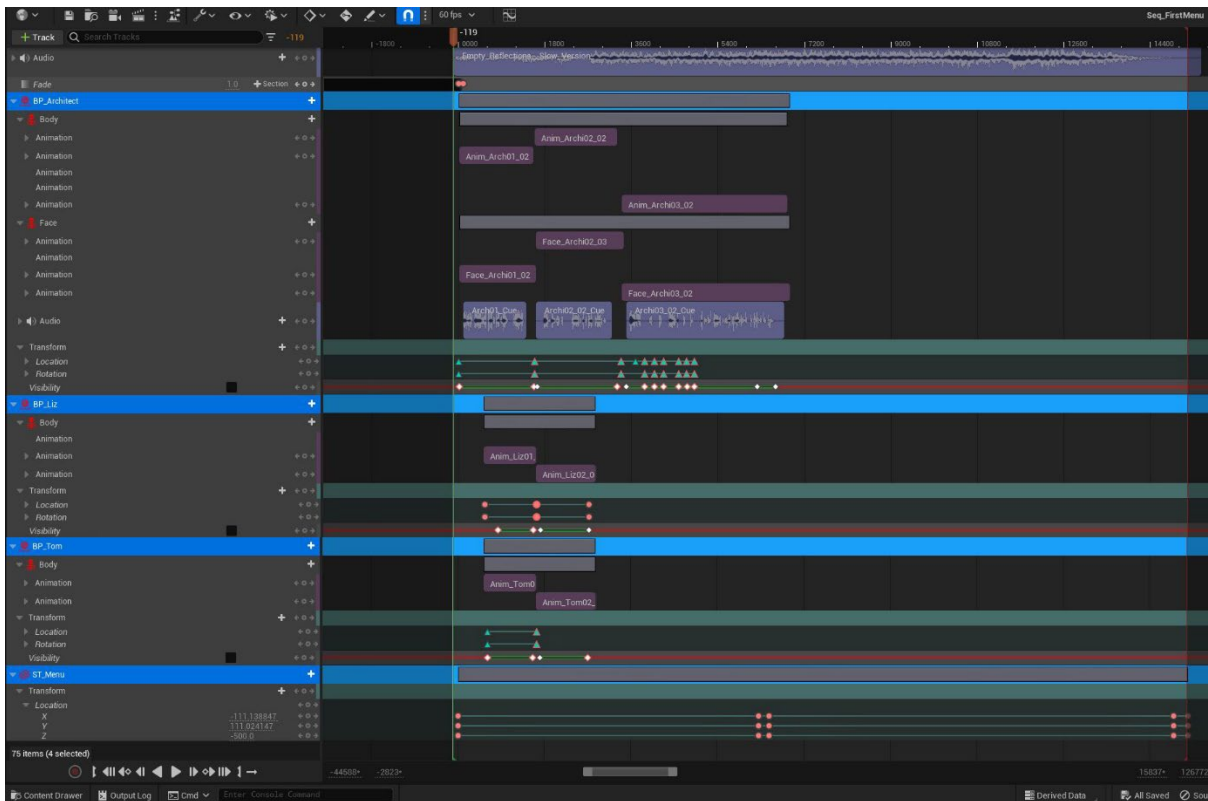 60 fps
Seq_FirstMenu
+ Track
Search Tracks
-119
-119
-1800
0000
1800
3600
5400
7200
9000
10800
12600
14400
Audio
Empty_Reflections_-_Slow_Version
Fade
1.0
+ Section
BP_Architect
Body
Animation
Anim_Archi02_02
Animation
Anim_Arch01_02
Animation
Animation
Animation
Anim_Archi03_02
Face
Animation
Face_Archi02_03
Animation
Animation
Face_Archi01_02
Animation
Face_Archi03_02
Audio
Arch01_Cue
Archi02_02_Cue
Archi03_02_Cue
Transform
Location
Rotation
Visibility
BP_Liz
Body
Animation
Animation
Anim_Liz01_
Animation
Anim_Liz02_0
Transform
Location
Rotation
Visibility
BP_Tom
Body
Animation
Anim_Tom0
Animation
Anim_Tom02_
Transform
Location
Rotation
Visibility
ST_Menu
Transform
Location
X
-111.138847
Y
111.024147
Z
-500.0
75 items (4 selected)
-44588+
-2823+
15837+
126772
Content Drawer
Output Log
Cmd
Enter Console Command
Derived Data
All Saved
Sou